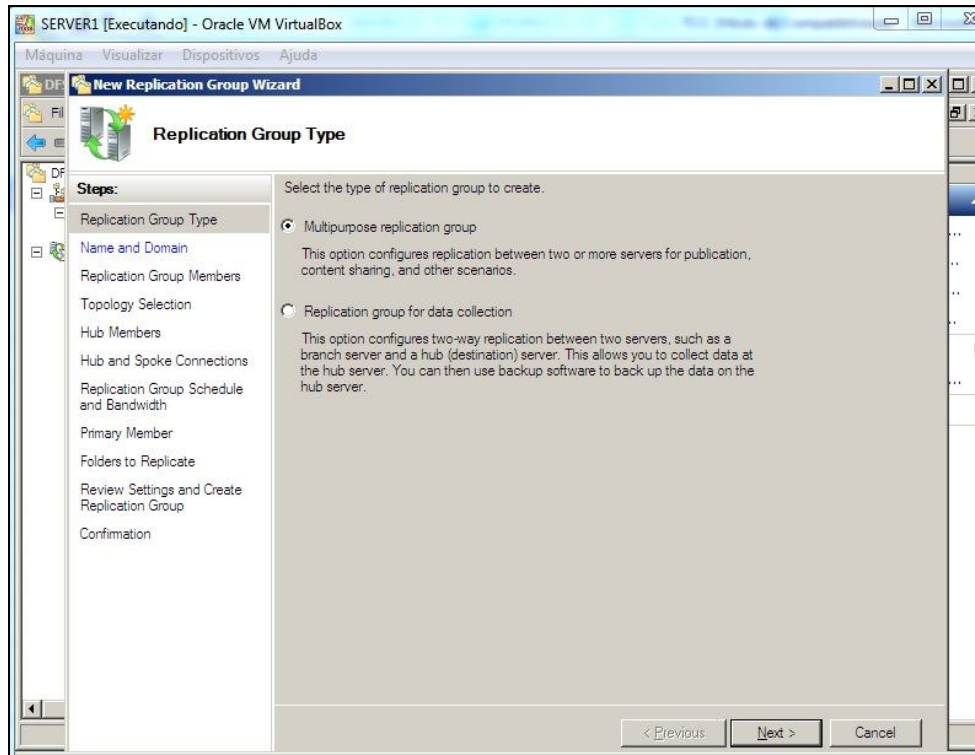 SERVER1 [Executando] - Oracle VM VirtualBox
Máquina Visualizar Dispositivos Ajuda
New Replication Group Wizard
Replication Group Type
Steps:
Replication Group Type
Name and Domain
Replication Group Members
Topology Selection
Hub Members
Hub and Spoke Connections
Replication Group Schedule
and Bandwidth
Primary Member
Folders to Replicate
Review Settings and Create
Replication Group
Confirmation
Select the type of replication group to create.
Multipurpose replication group
This option configures replication between two or more servers for publication,
content sharing, and other scenarios.
Replication group for data collection
This option configures two-way replication between two servers, such as a
branch server and a hub (destination) server. This allows you to collect data at
the hub server. You can then use backup software to back up the data on the
hub server.
< Previous Next > Cancel